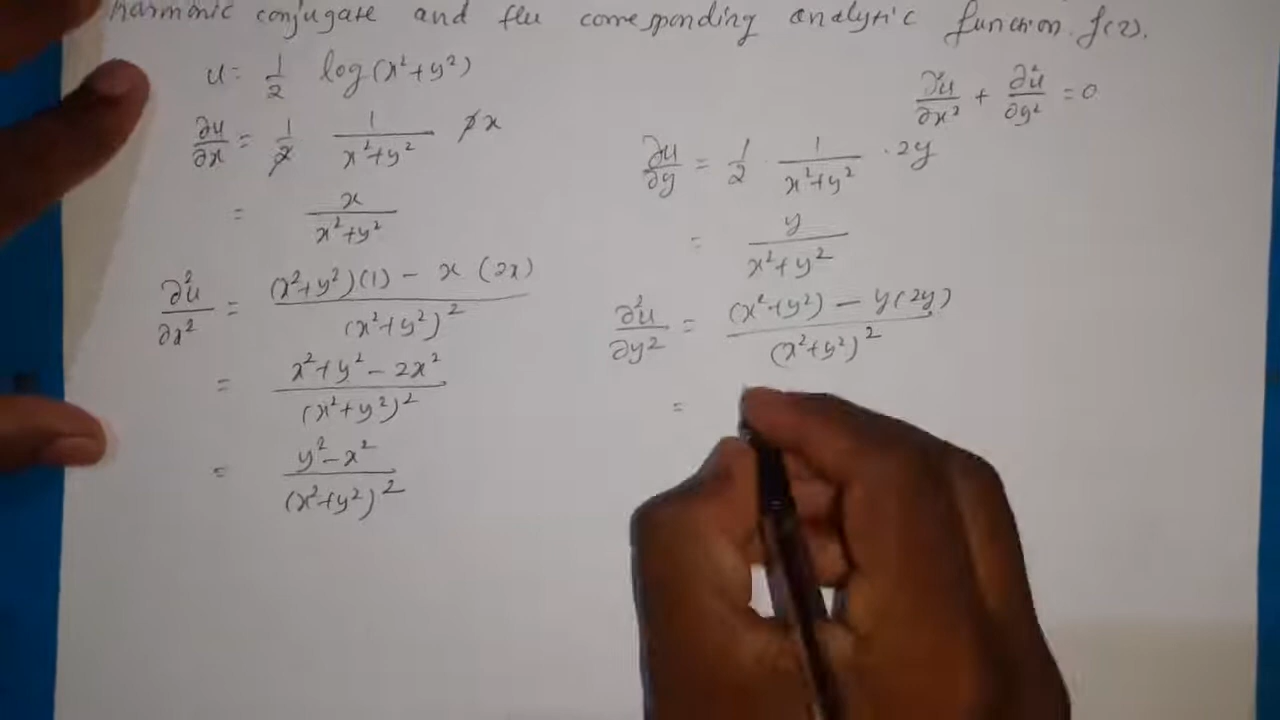 harmonic conjugate and the corresponding analytic function f(z).
u = 1/2 log(x²+y²)
∂²u/∂x² + ∂²u/∂y² = 0
∂u/∂x = 1/2 1/(x²+y²) 2x
= x/(x²+y²)
∂²u/∂x² = ((x²+y²)(1) - x(2x))/(x²+y²)²
= (x²+y²-2x²)/(x²+y²)²
= (y²-x²)/(x²+y²)²
∂u/∂y = 1/2 · 1/(x²+y²) · 2y
= y/(x²+y²)
∂²u/∂y² = ((x²+y²) - y(2y))/(x²+y²)²
=